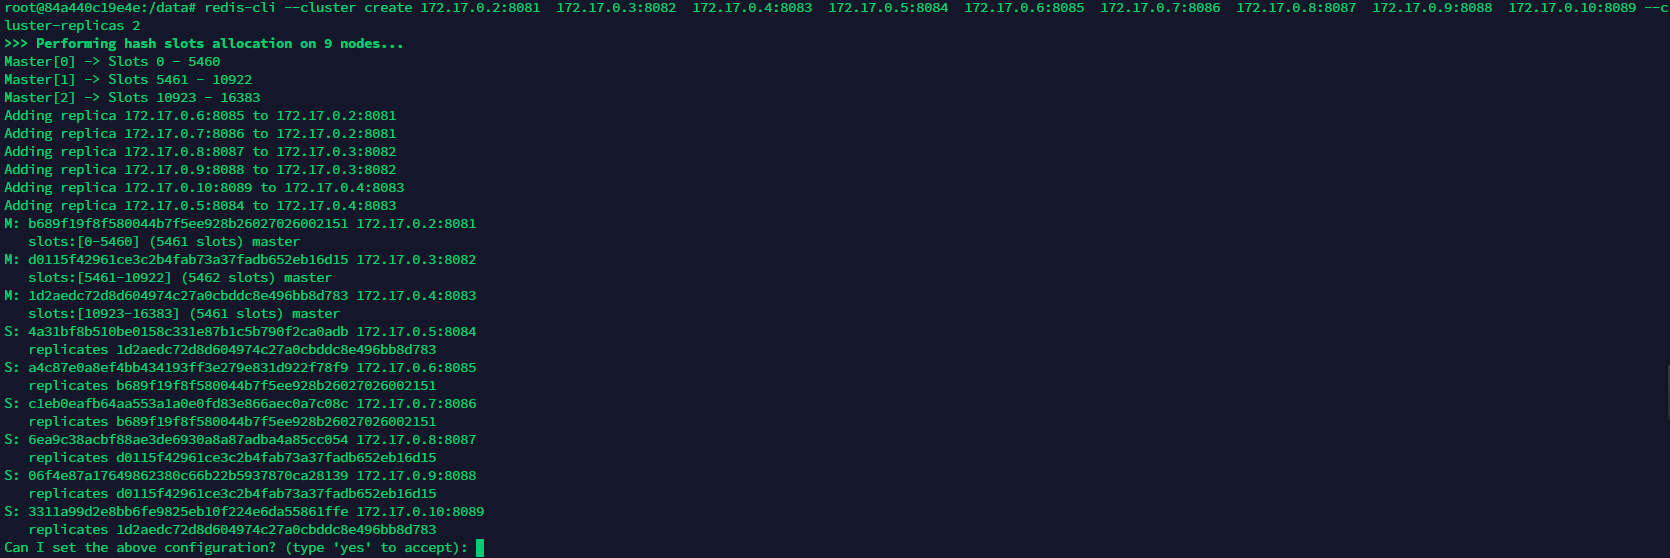 root@84a440c19e4e:/data# redis-cli --cluster create 172.17.0.2:8081  172.17.0.3:8082  172.17.0.4:8083  172.17.0.5:8084  172.17.0.6:8085  172.17.0.7:8086  172.17.0.8:8087  172.17.0.9:8088  172.17.0.10:8089 --c
luster-replicas 2
>>> Performing hash slots allocation on 9 nodes...
Master[0] -> Slots 0 - 5460
Master[1] -> Slots 5461 - 10922
Master[2] -> Slots 10923 - 16383
Adding replica 172.17.0.6:8085 to 172.17.0.2:8081
Adding replica 172.17.0.7:8086 to 172.17.0.2:8081
Adding replica 172.17.0.8:8087 to 172.17.0.3:8082
Adding replica 172.17.0.9:8088 to 172.17.0.3:8082
Adding replica 172.17.0.10:8089 to 172.17.0.4:8083
Adding replica 172.17.0.5:8084 to 172.17.0.4:8083
M: b689f19f8f580044b7f5ee928b26027026002151 172.17.0.2:8081
   slots:[0-5460] (5461 slots) master
M: d0115f42961ce3c2b4fab73a37fadb652eb16d15 172.17.0.3:8082
   slots:[5461-10922] (5462 slots) master
M: 1d2aedc72d8d604974c27a0cbddc8e496bb8d783 172.17.0.4:8083
   slots:[10923-16383] (5461 slots) master
S: 4a31bf8b510be0158c331e87b1c5b790f2ca0adb 172.17.0.5:8084
   replicates 1d2aedc72d8d604974c27a0cbddc8e496bb8d783
S: a4c87e0a8ef4bb434193ff3e279e831d922f78f9 172.17.0.6:8085
   replicates b689f19f8f580044b7f5ee928b26027026002151
S: c1eb0eafb64aa553a1a0e0fd83e866aec0a7c08c 172.17.0.7:8086
   replicates b689f19f8f580044b7f5ee928b26027026002151
S: 6ea9c38acbf88ae3de6930a8a87adba4a85cc054 172.17.0.8:8087
   replicates d0115f42961ce3c2b4fab73a37fadb652eb16d15
S: 06f4e87a17649862380c66b22b5937870ca28139 172.17.0.9:8088
   replicates d0115f42961ce3c2b4fab73a37fadb652eb16d15
S: 3311a99d2e8bb6fe9825eb10f224e6da55861ffe 172.17.0.10:8089
   replicates 1d2aedc72d8d604974c27a0cbddc8e496bb8d783
Can I set the above configuration? (type 'yes' to accept):